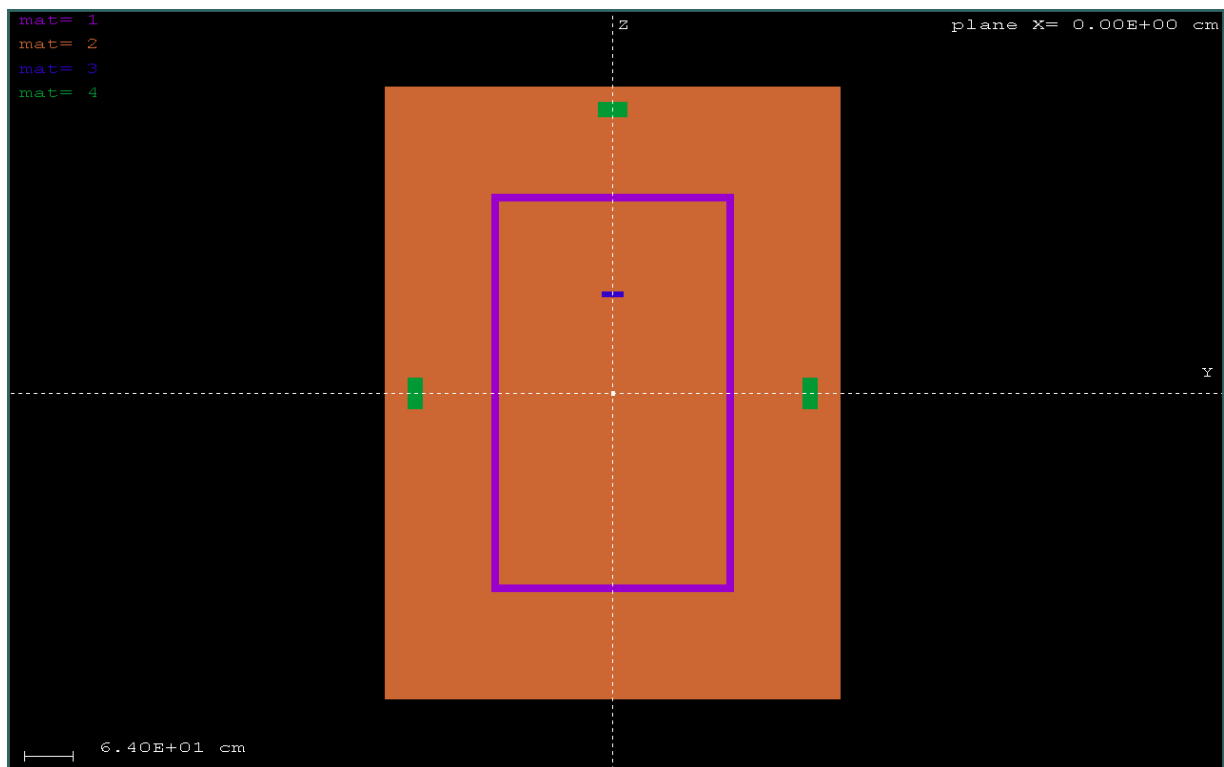 mat= 1
mat= 2
mat= 3
mat= 4
Z
plane X= 0.00E+00 cm
Y
6.40E+01 cm